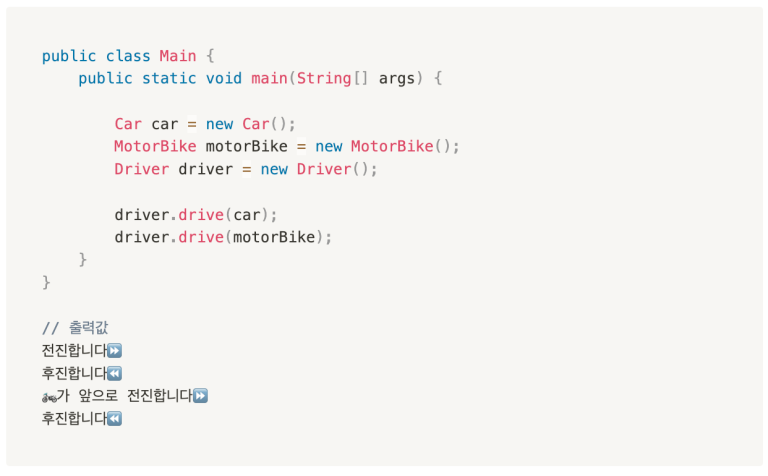 public class Main {
    public static void main(String[] args) {
        Car car = new Car();
        MotorBike motorBike = new MotorBike();
        Driver driver = new Driver();
        driver.drive(car);
        driver.drive(motorBike);
    }
}
// 출력값
전진합니다⏩
후진합니다⏪
🏍가 앞으로 전진합니다⏩
후진합니다⏪